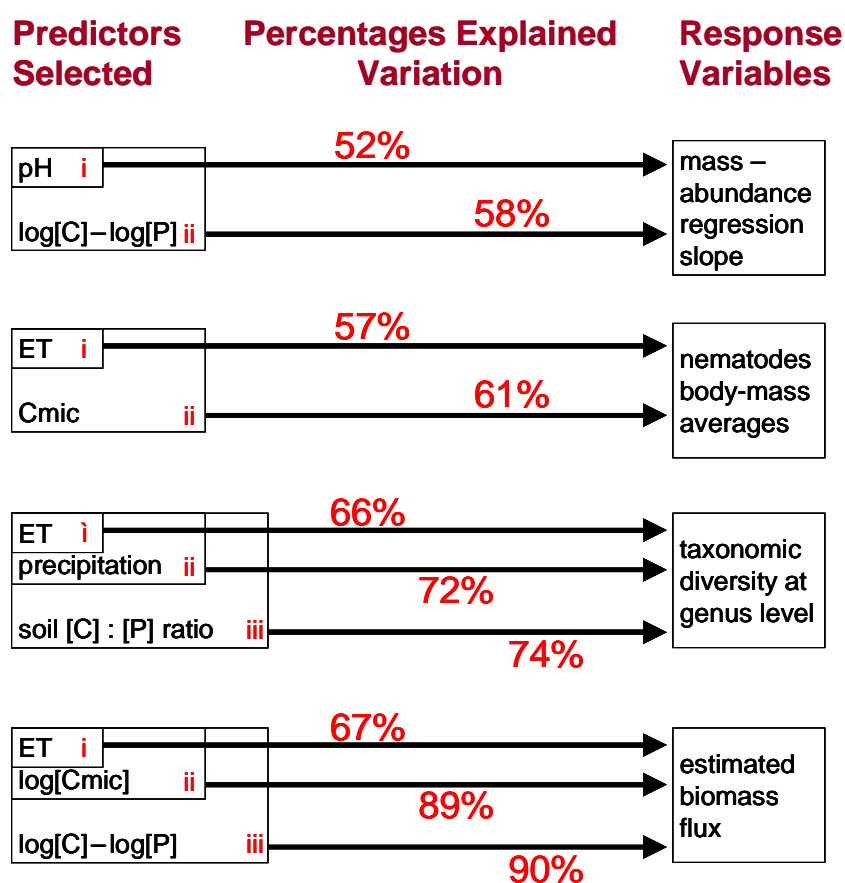 Predictors Selected
Percentages Explained Variation
Response Variables
pH i
52%
log[C]–log[P] ii
58%
mass –
abundance
regression
slope
ET i
57%
Cmic ii
61%
nematodes
body-mass
averages
ET ì
66%
precipitation ii
72%
soil [C] : [P] ratio iii
74%
taxonomic
diversity at
genus level
ET i
67%
log[Cmic] ii
89%
log[C]–log[P] iii
90%
estimated
biomass
flux